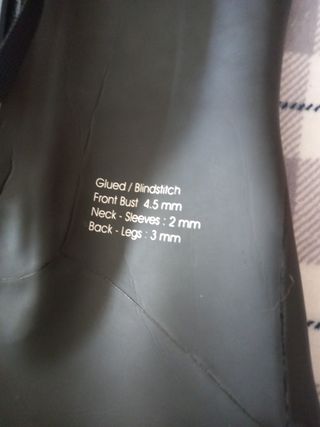 Glued / Blindstitch
Front Bust 4.5 mm
Neck - Sleeves : 2 mm
Back - Legs : 3 mm